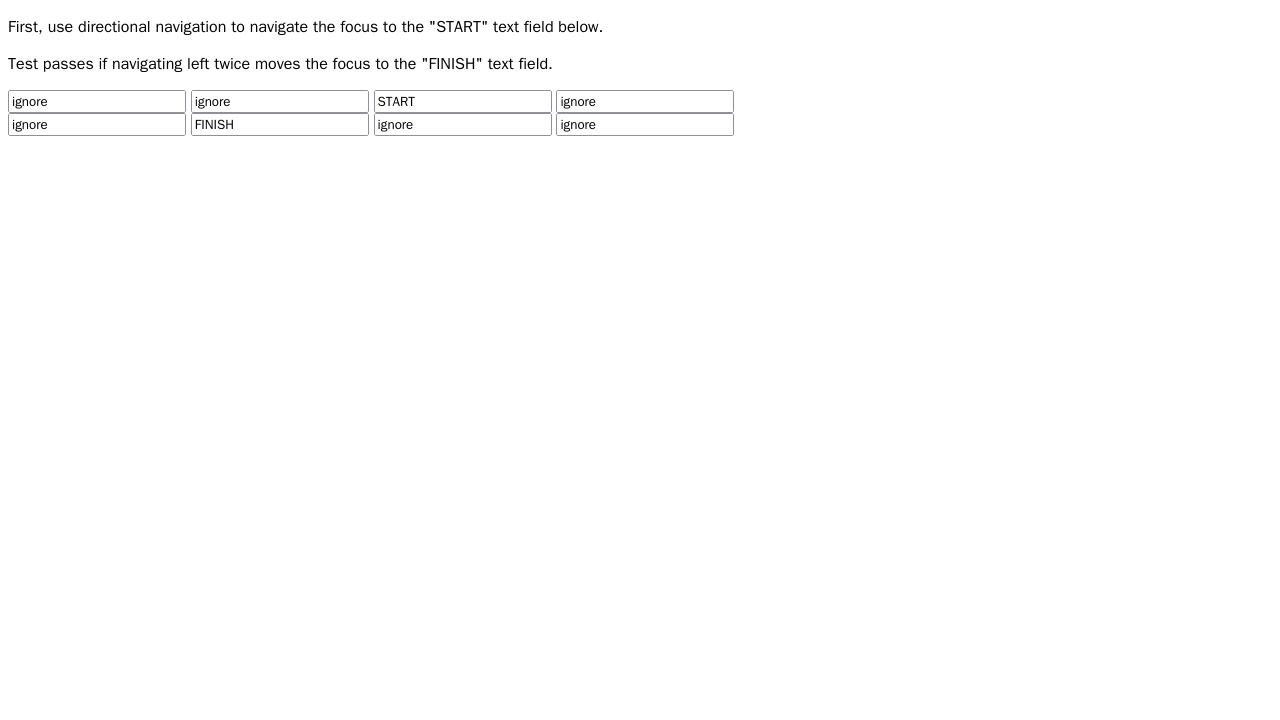 First, use directional navigation to navigate the focus to the "START" text field below.
Test passes if navigating left twice moves the focus to the "FINISH" text field.
ignore ignore START ignore
ignore FINISH ignore ignore